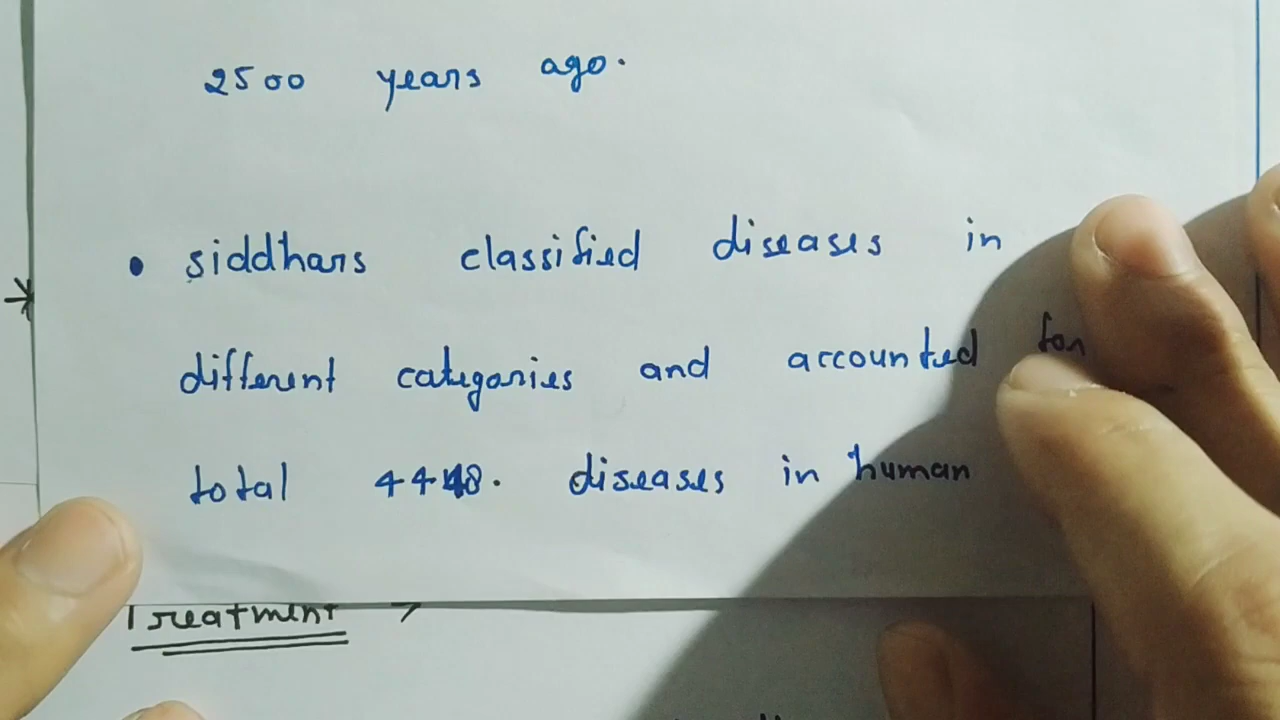 2500 years ago.
• siddhars classified diseases in
different categories and accounted for
total 4448. diseases in human
Treatment →